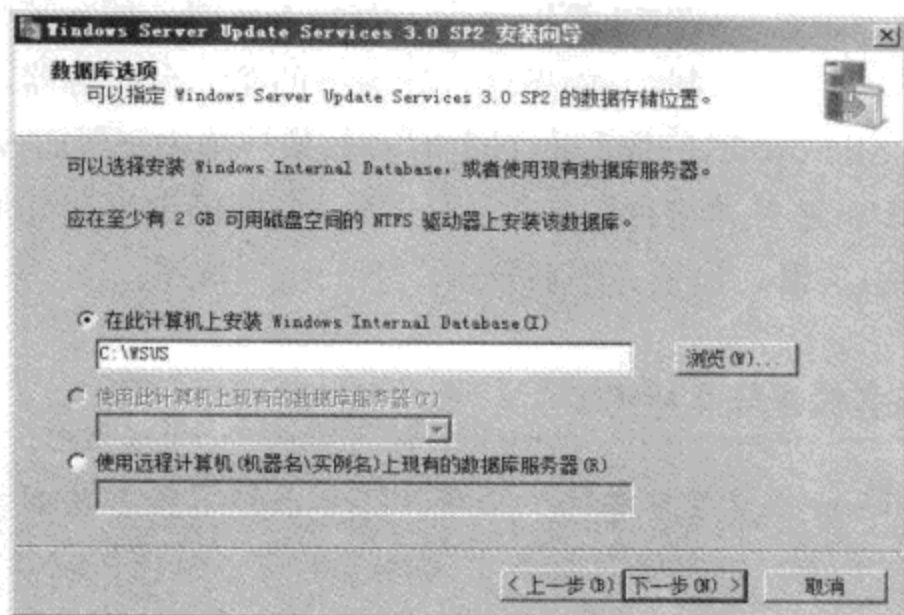 Windows Server Update Services 3.0 SP2 安装向导
数据库选项
可以指定 Windows Server Update Services 3.0 SP2 的数据存储位置。
可以选择安装 Windows Internal Database，或者使用现有数据库服务器。
应在至少有 2 GB 可用磁盘空间的 NTFS 驱动器上安装该数据库。
在此计算机上安装 Windows Internal Database(I)
C:\WSUS
浏览(W)...
使用此计算机上现有的数据库服务器(T)
使用远程计算机(机器名\实例名)上现有的数据库服务器(R)
< 上一步(B) 下一步(N) > 取消